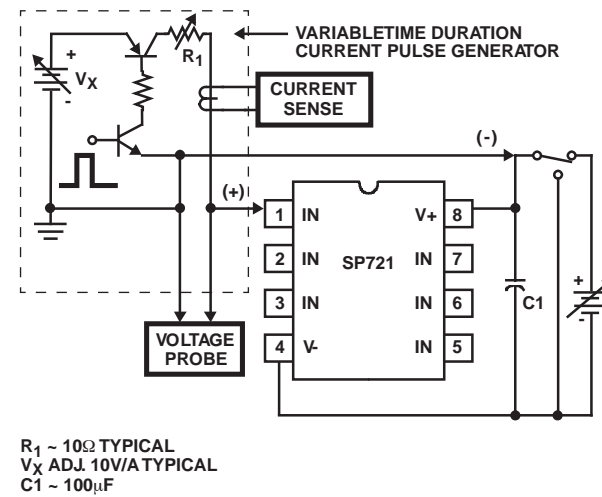 VARIABLETIME DURATION
CURRENT PULSE GENERATOR
+
VX
-
R1
CURRENT
SENSE
(-)
(+)
1 IN V+ 8
2 IN SP721 IN 7
3 IN IN 6
4 V- IN 5
C1
+
-
VOLTAGE
PROBE
R1 ~ 10Ω TYPICAL
VX ADJ. 10V/A TYPICAL
C1 ~ 100μF